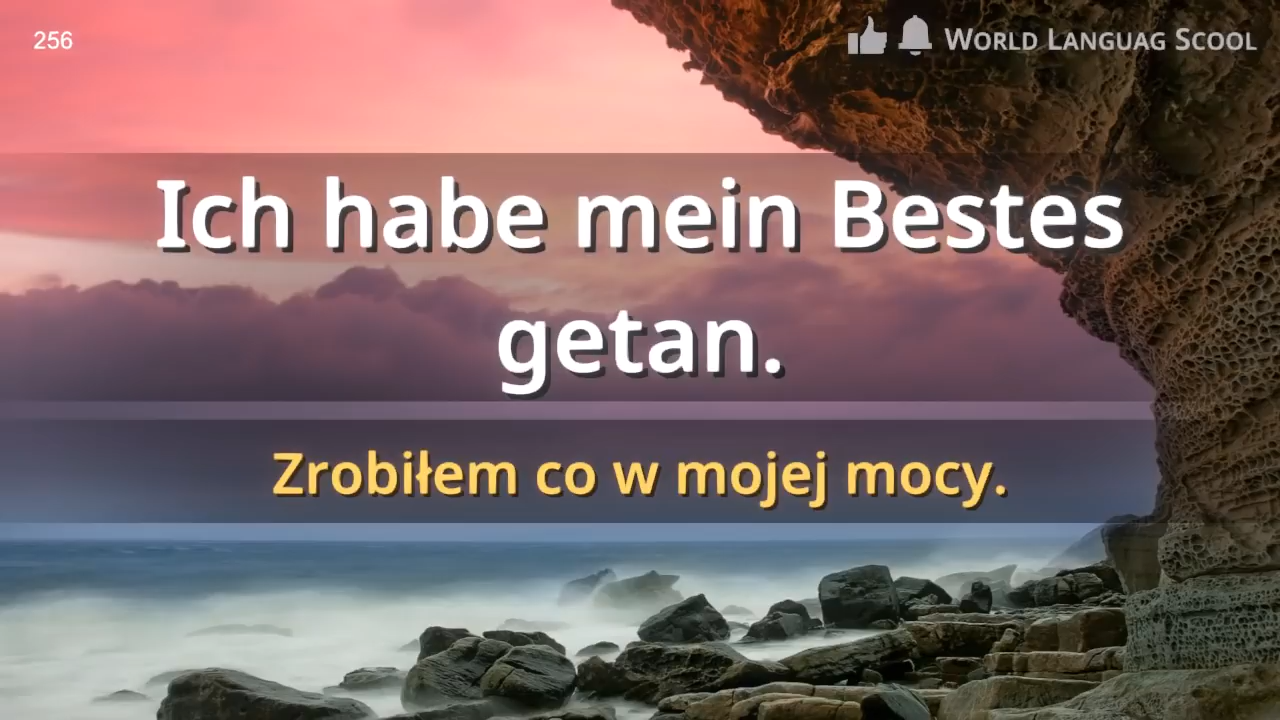 256
WORLD LANGUAG SCOOL
Ich habe mein Bestes
getan.
Zrobiłem co w mojej mocy.